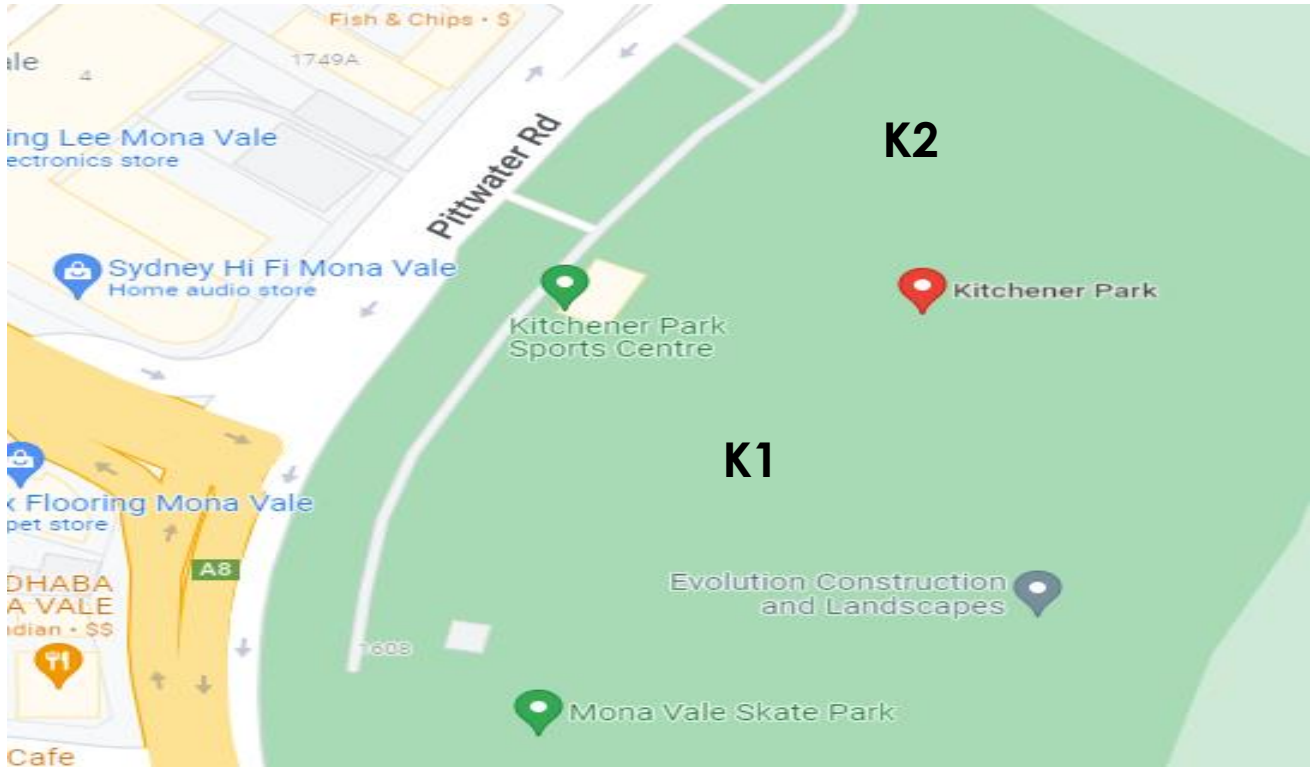 Fish & Chips • $
1749A
ale
4
K2
ing Lee Mona Vale
ectronics store
Pittwater Rd
Sydney Hi Fi Mona Vale
Home audio store
Kitchener Park
Kitchener Park
Sports Centre
K1
x Flooring Mona Vale
pet store
A8
Evolution Construction
and Landscapes
DHABA
A VALE
ndian • $$
1608
Mona Vale Skate Park
Cafe